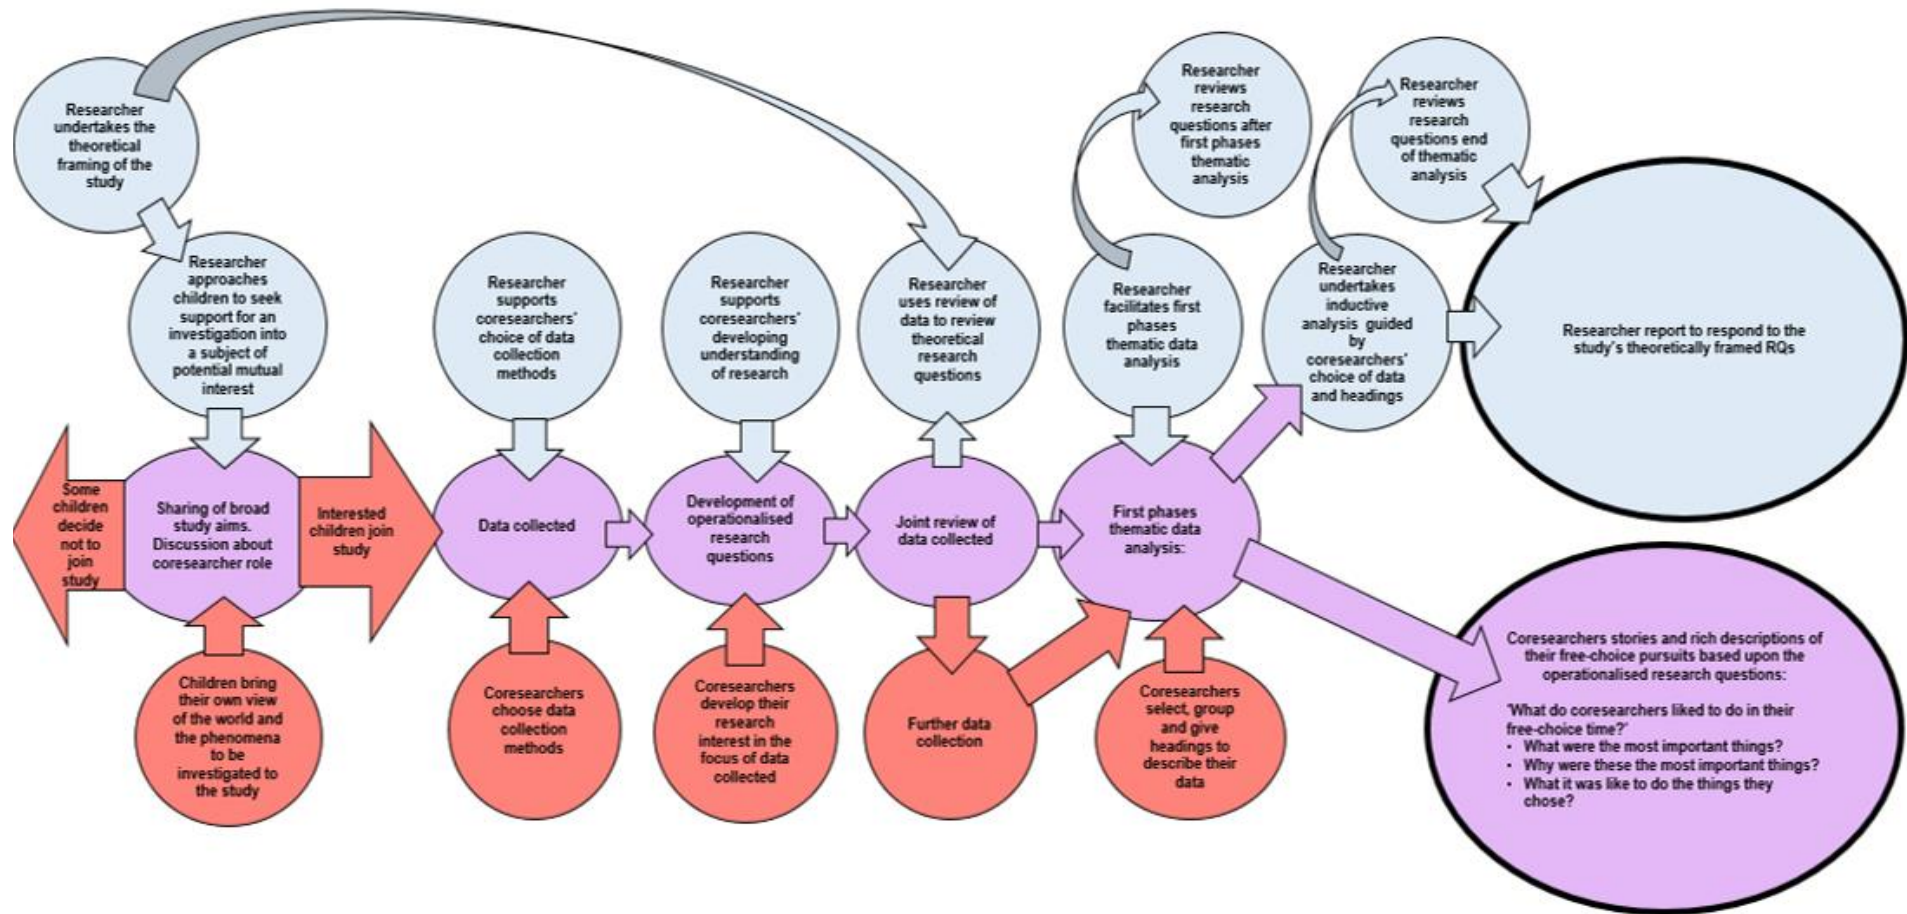 Researcher
undertakes the
theoretical
framing of the
study
Researcher
approaches
children to seek
support for an
investigation into
a subject of
potential mutual
interest
Researcher
supports
coresearchers'
choice of data
collection
methods
Researcher
supports
coresearchers'
developing
understanding
of research
Researcher
uses review of
data to review
theoretical
research
questions
Researcher
facilitates first
phases
thematic data
analysis
Researcher
reviews
research
questions after
first phases
thematic
analysis
Researcher
undertakes
inductive
analysis guided
by
coresearchers'
choice of data
and headings
Researcher
reviews
research
questions end
of thematic
analysis
Researcher report to respond to the
study's theoretically framed RQs
Some
children
decide
not to
join
study
Sharing of broad
study aims.
Discussion about
coresearcher role
Interested
children join
study
Data collected
Development of
operationalised
research
questions
Joint review of
data collected
First phases
thematic data
analysis:
Children bring
their own view
of the world and
the phenomena
to be
investigated to
the study
Coresearchers
choose data
collection
methods
Coresearchers
develop their
research
interest in the
focus of data
collected
Further data
collection
Coresearchers
select, group
and give
headings to
describe their
data
Coresearchers stories and rich descriptions of
their free-choice pursuits based upon the
operationalised research questions:
'What do coresearchers liked to do in their
free-choice time?'
• What were the most important things?
• Why were these the most important things?
• What it was like to do the things they
chose?